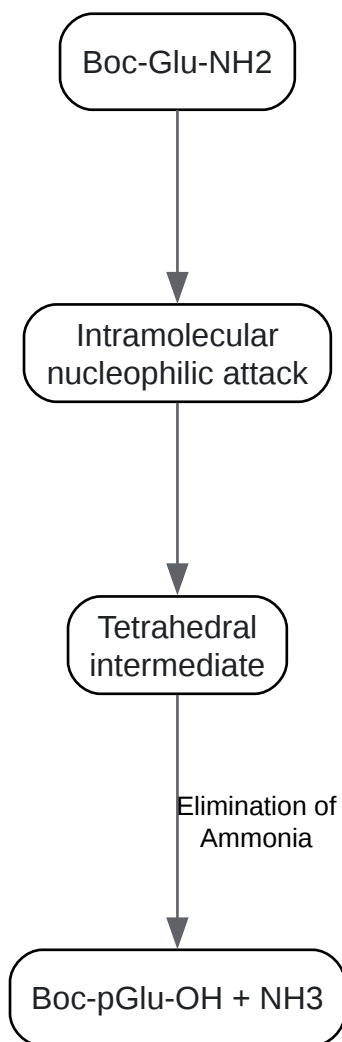 Boc-Glu-NH2
Intramolecular
nucleophilic attack
Tetrahedral
intermediate
Elimination of
Ammonia
Boc-pGlu-OH + NH3